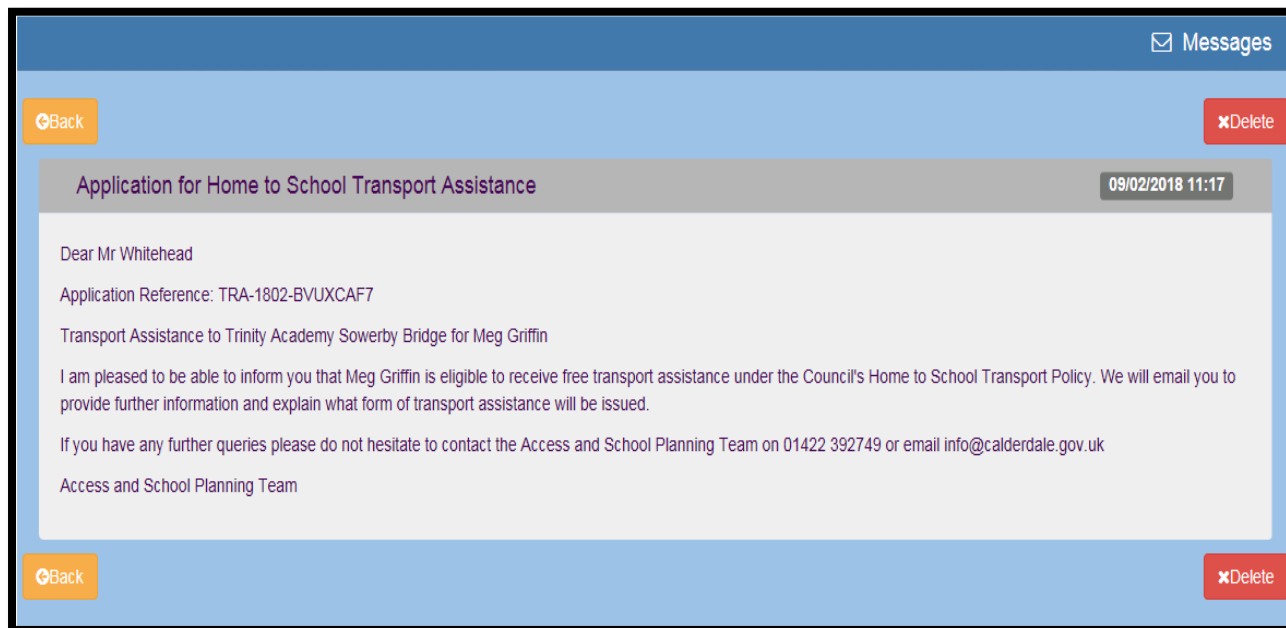 Messages
Back
Delete
Application for Home to School Transport Assistance
09/02/2018 11:17
Dear Mr Whitehead
Application Reference: TRA-1802-BVUXCAF7
Transport Assistance to Trinity Academy Sowerby Bridge for Meg Griffin
I am pleased to be able to inform you that Meg Griffin is eligible to receive free transport assistance under the Council's Home to School Transport Policy. We will email you to
provide further information and explain what form of transport assistance will be issued.
If you have any further queries please do not hesitate to contact the Access and School Planning Team on 01422 392749 or email info@calderdale.gov.uk
Access and School Planning Team
Back
Delete